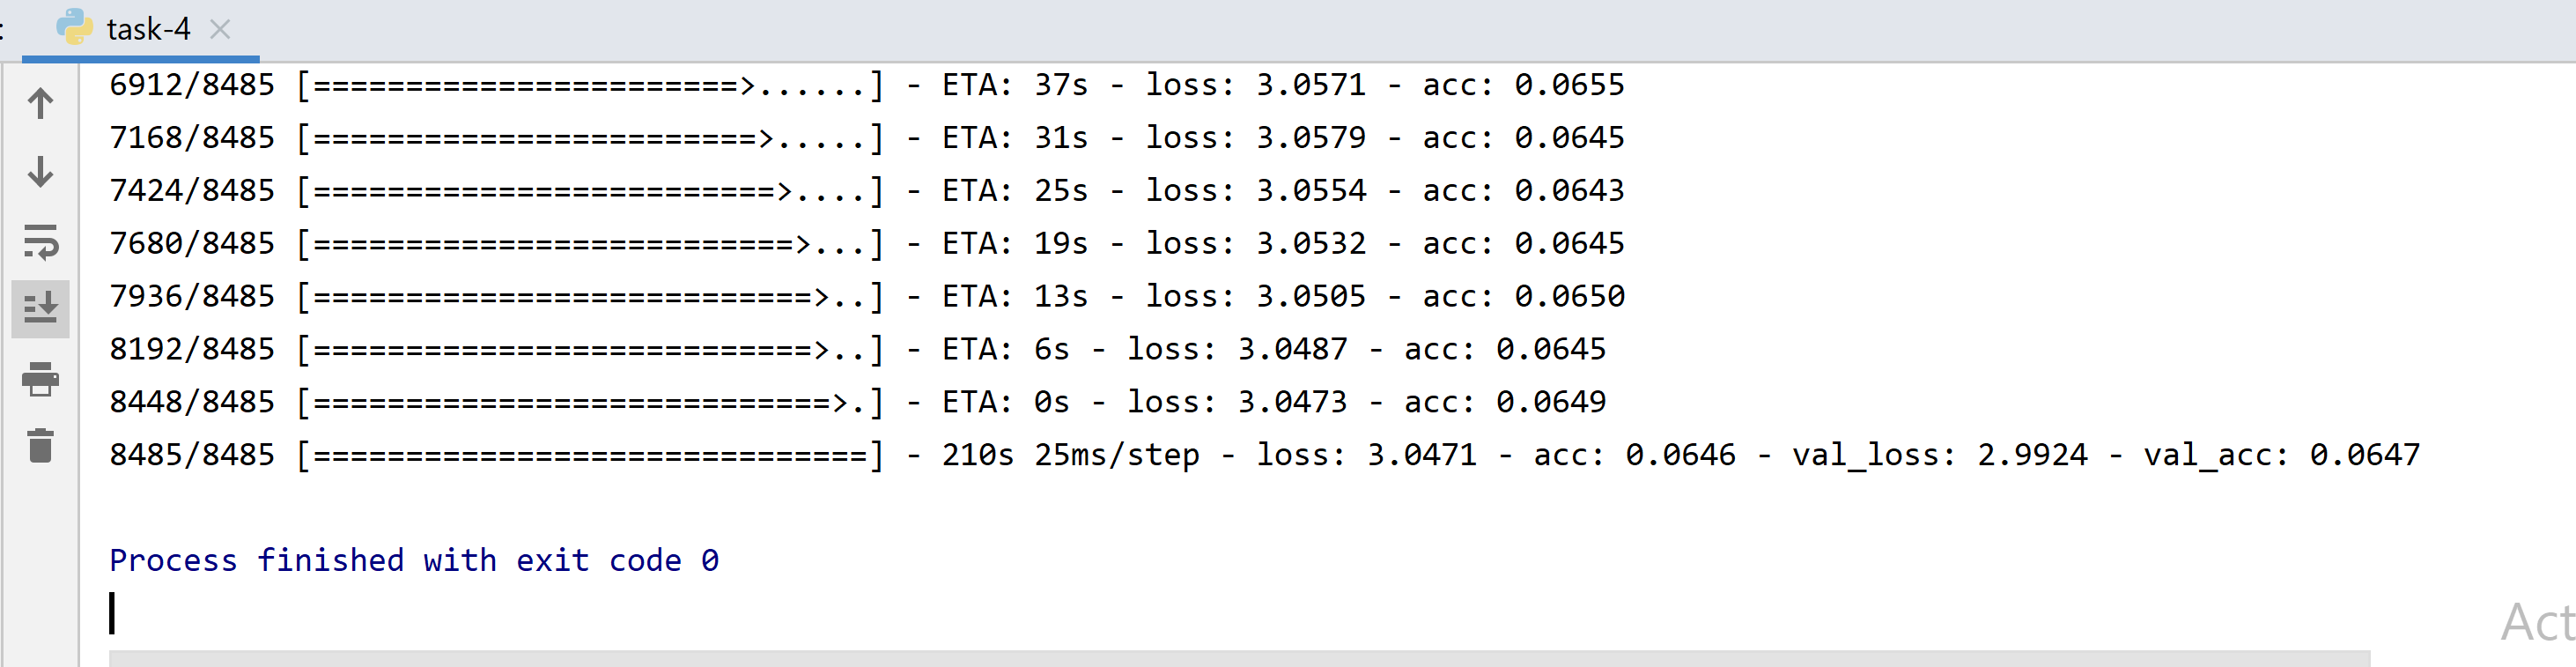 : task-4
6912/8485 [=======================>......] - ETA: 37s - loss: 3.0571 - acc: 0.0655
7168/8485 [========================>.....] - ETA: 31s - loss: 3.0579 - acc: 0.0645
7424/8485 [=========================>....] - ETA: 25s - loss: 3.0554 - acc: 0.0643
7680/8485 [==========================>...] - ETA: 19s - loss: 3.0532 - acc: 0.0645
7936/8485 [===========================>..] - ETA: 13s - loss: 3.0505 - acc: 0.0650
8192/8485 [===========================>..] - ETA: 6s - loss: 3.0487 - acc: 0.0645
8448/8485 [============================>.] - ETA: 0s - loss: 3.0473 - acc: 0.0649
8485/8485 [==============================] - 210s 25ms/step - loss: 3.0471 - acc: 0.0646 - val_loss: 2.9924 - val_acc: 0.0647
Process finished with exit code 0
Act